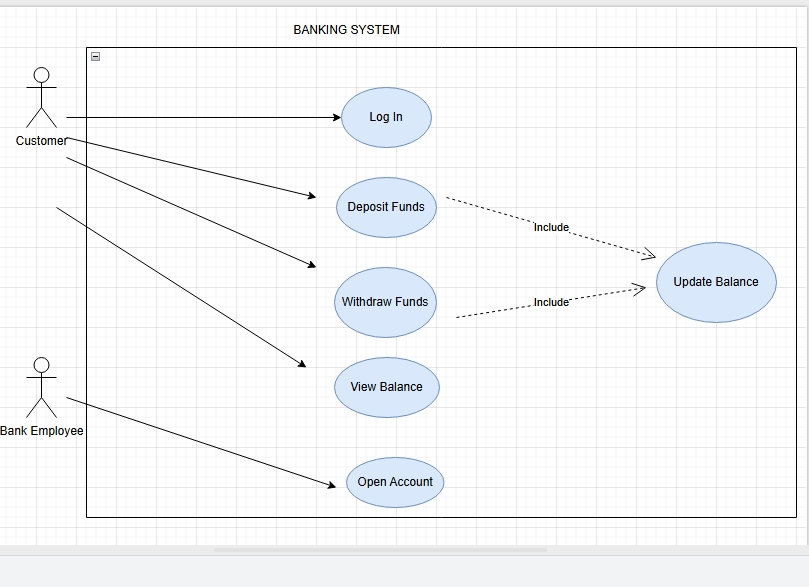 BANKING SYSTEM
Customer
Log In
Deposit Funds
Include
Update Balance
Withdraw Funds
Include
View Balance
Bank Employee
Open Account